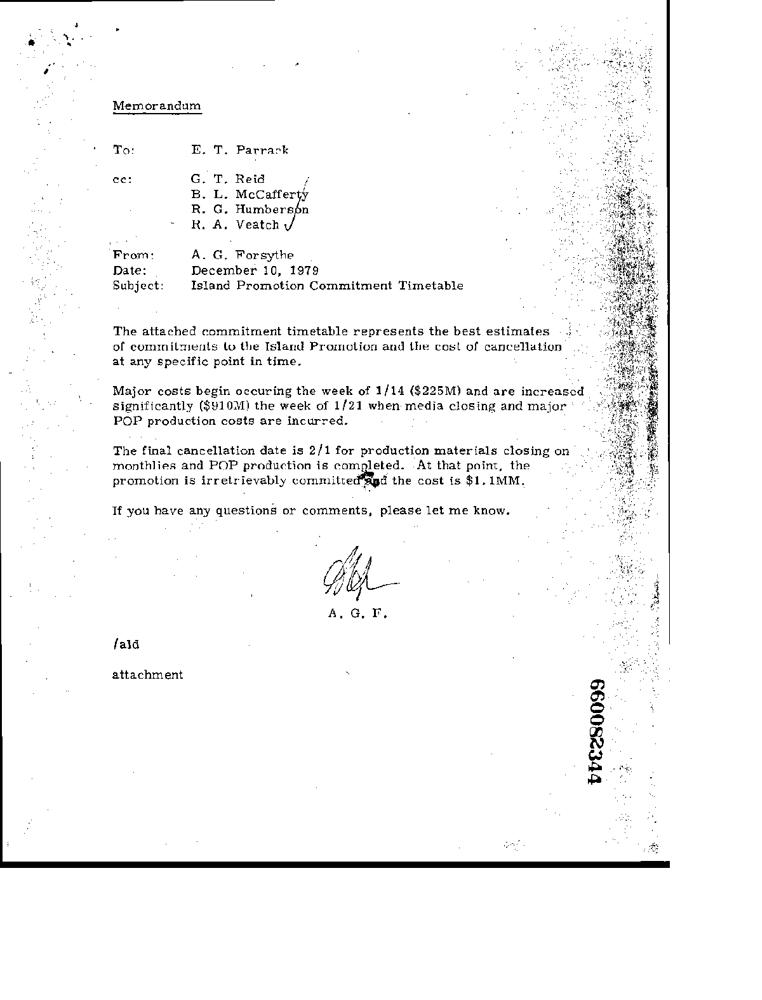 Memorandum
To: E. T. Parrack
cc: G. T. Reid
B. L. McCafferty
R. G. Humberson
R. A. Veatch
From: A. G. Forsythe
Date: December 10, 1979
Subject: Island Promotion Commitment Timetable
The attached commitment timetable represents the best estimates
of commitments to the Island Promotion and the cost of cancellation
at any specific point in time.
Major costs begin occuring the week of 1/14 ($225M) and are increased
significantly ($910M) the week of 1/21 when media closing and major
POP production costs are incurred.
The final cancellation date is 2/1 for production materials closing on
monthlies and POP production is completed. At that point, the
promotion is irretrievably committed and the cost is $1.1MM.
If you have any questions or comments, please let me know.
A. G. F.
/ald
attachment
660082344